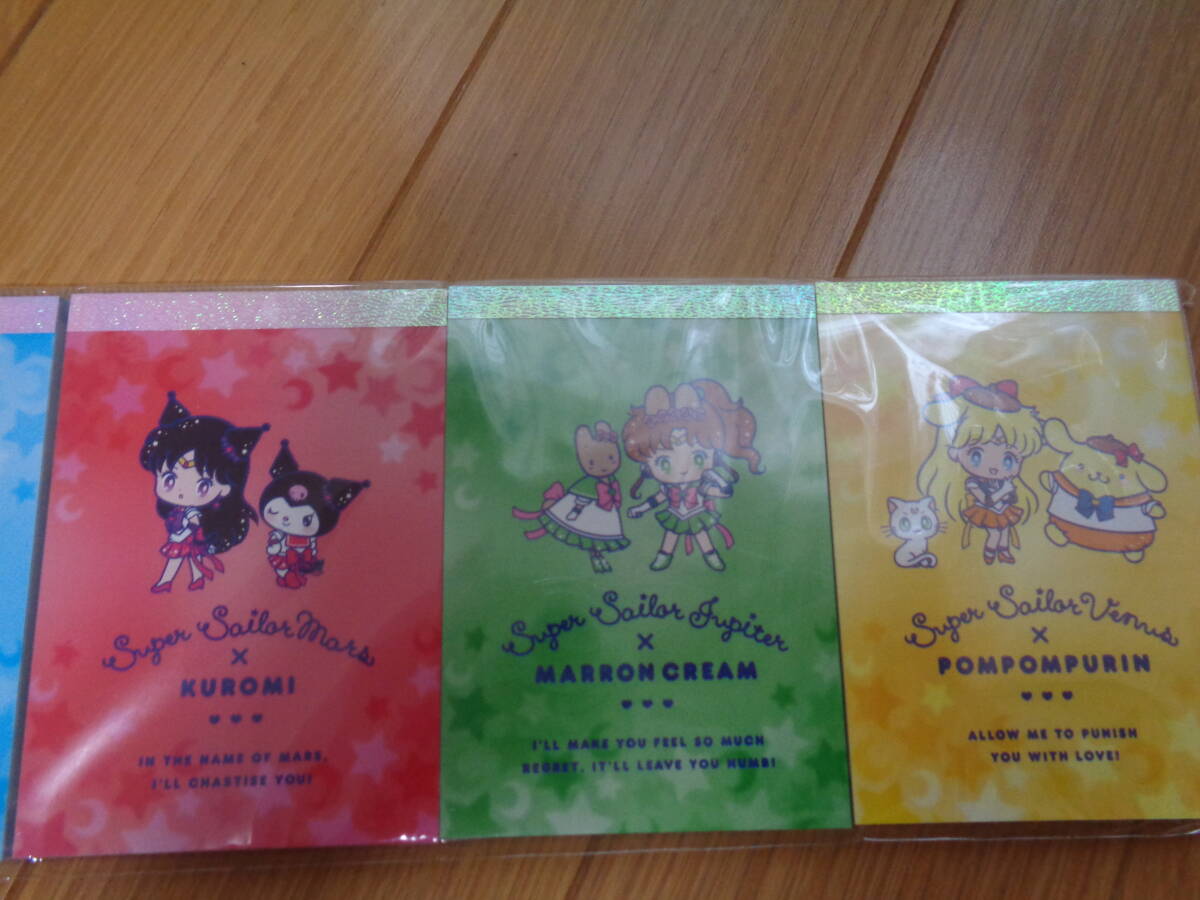 Super Sailor Mars
×
KUROMI
IN THE NAME OF MARS,
I'LL CHASTISE YOU!
Super Sailor Jupiter
×
MARRON CREAM
I'LL MAKE YOU FEEL SO MUCH
REGRET, IT'LL LEAVE YOU NUMB!
Super Sailor Venus
×
POMPOMPURIN
ALLOW ME TO PUNISH
YOU WITH LOVE!